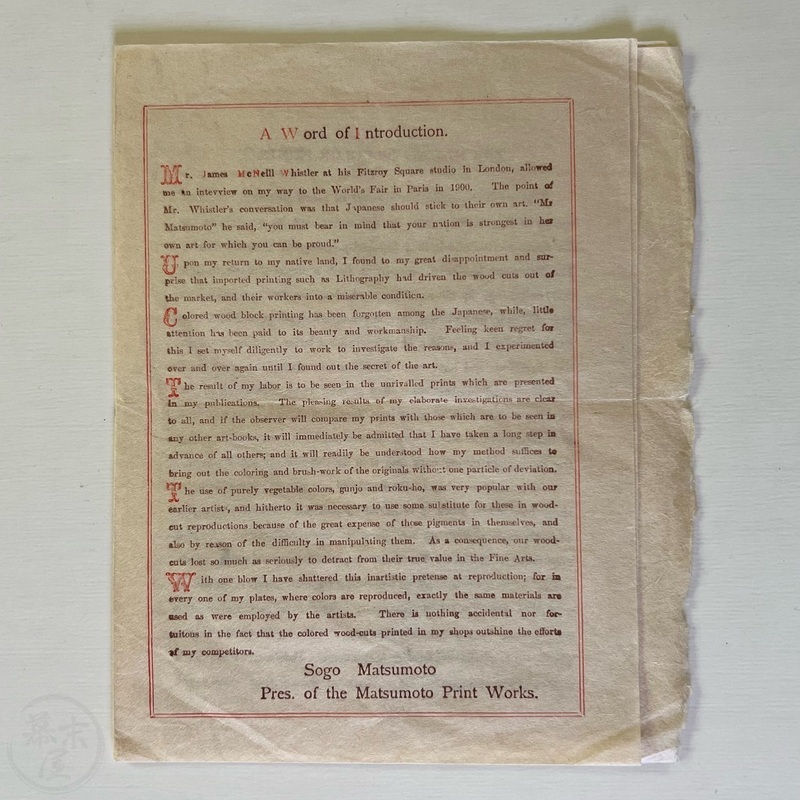 A Word of Introduction.
Mr. James McNeill Whistler at his Fitzroy Square studio in London, allowed
me an intevview on my way to the World's Fair in Paris in 1900. The point of
Mr. Whistler's conversation was that Japanese should stick to their own art. "Mr
Matsumoto" he said, "you must bear in mind that your nation is strongest in her
own art for which you can be proud."
Upon my return to my native land, I found to my great disappointment and sur-
prise that imported printing such as Lithography had driven the wood cuts out of
the market, and their workers into a miserable condition.
Colored wood block printing has been forgotten among the Japanese, while, little
attention has been paid to its beauty and workmanship. Feeling keen regret for
this I set myself diligently to work to investigate the reasons, and I experimented
over and over again until I found out the secret of the art.
The result of my labor is to be seen in the unrivalled prints which are presented
in my publications. The pleasing results of my elaborate investigations are clear
to all, and if the observer will compare my prints with those which are to be seen in
any other art-books, it will immediately be admitted that I have taken a long step in
advance of all others; and it will readily be understood how my method suffices to
bring out the coloring and brush-work of the originals without one particle of deviation.
The use of purely vegetable colors, gunjo and roku-ho, was very popular with our
earlier artists, and hitherto it was necessary to use some substitute for these in wood-
cut reproductions because of the great expense of those pigments in themselves, and
also by reason of the difficulty in manipulating them. As a consequence, our wood-
cuts lost so much as seriously to detract from their true value in the Fine Arts.
With one blow I have shattered this inartistic pretense at reproduction; for in
every one of my plates, where colors are reproduced, exactly the same materials are
used as were employed by the artists. There is nothing accidental nor for-
tuitous in the fact that the colored wood-cuts printed in my shops outshine the efforts
of my competitors.
Sogo Matsumoto
Pres. of the Matsumoto Print Works.
幕末屋